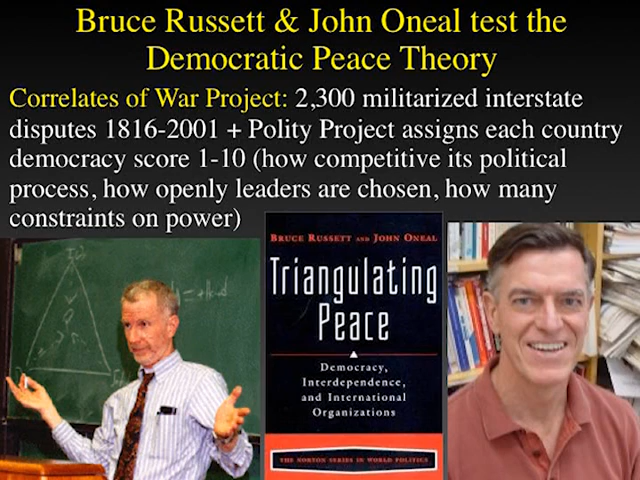 Bruce Russett & John Oneal test the
Democratic Peace Theory
Correlates of War Project: 2,300 militarized interstate
disputes 1816-2001 + Polity Project assigns each country
democracy score 1-10 (how competitive its political
process, how openly leaders are chosen, how many
constraints on power)
BRUCE RUSSETT AND JOHN ONEAL
Triangulating
Peace
Democracy,
Interdependence,
and International
Organizations
THE NORTON SERIES IN WORLD POLITICS